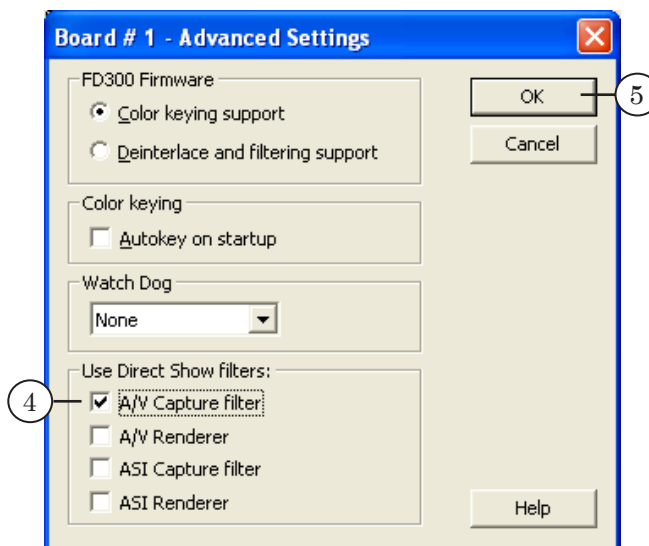 Board # 1 - Advanced Settings
FD300 Firmware
Color keying support
Deinterlace and filtering support
OK
5
Cancel
Color keying
Autokey on startup
Watch Dog
None
Use Direct Show filters:
4
A/V Capture filter
A/V Renderer
ASI Capture filter
ASI Renderer
Help